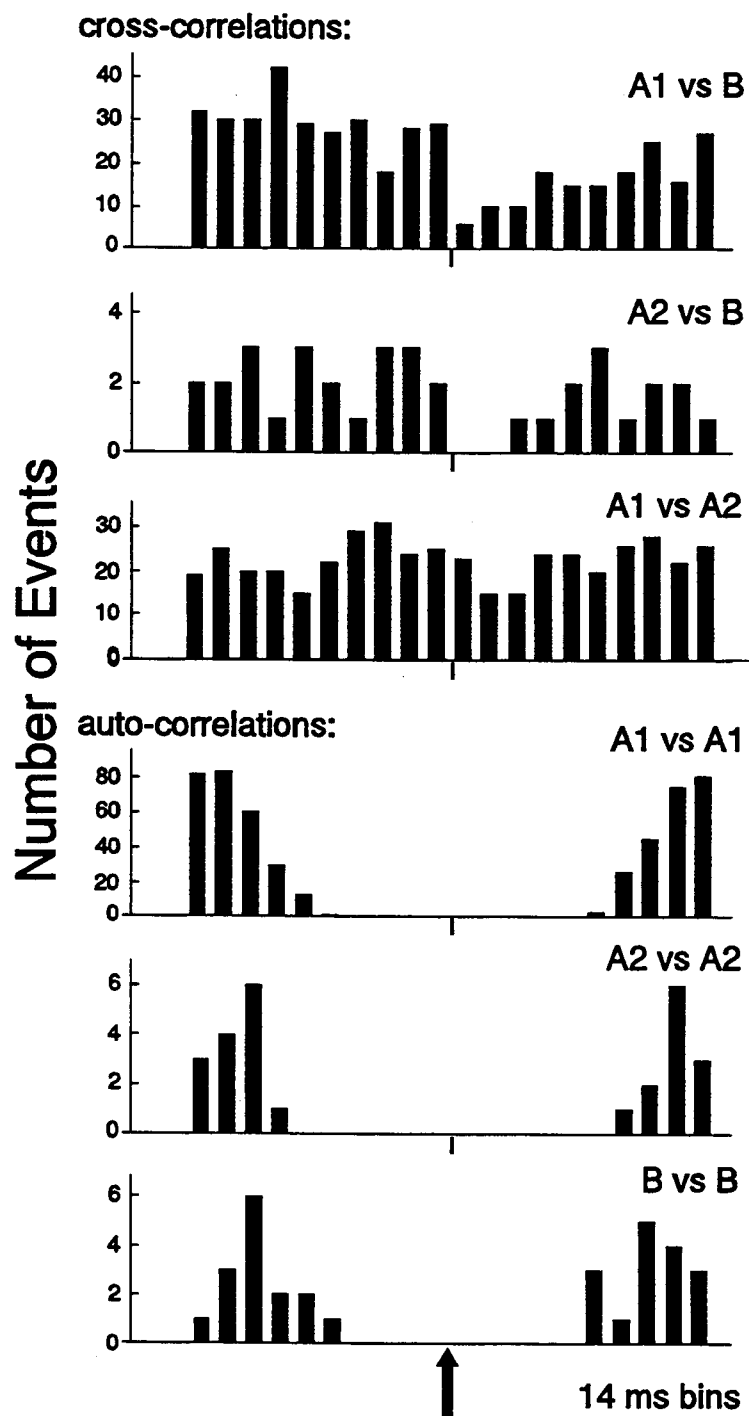 cross-correlations:
A1 vs B
40
30
20
10
0
A2 vs B
4
2
0
A1 vs A2
30
20
10
0
Number of Events
auto-correlations:
A1 vs A1
80
60
40
20
0
A2 vs A2
6
4
2
0
B vs B
6
4
2
0
14 ms bins